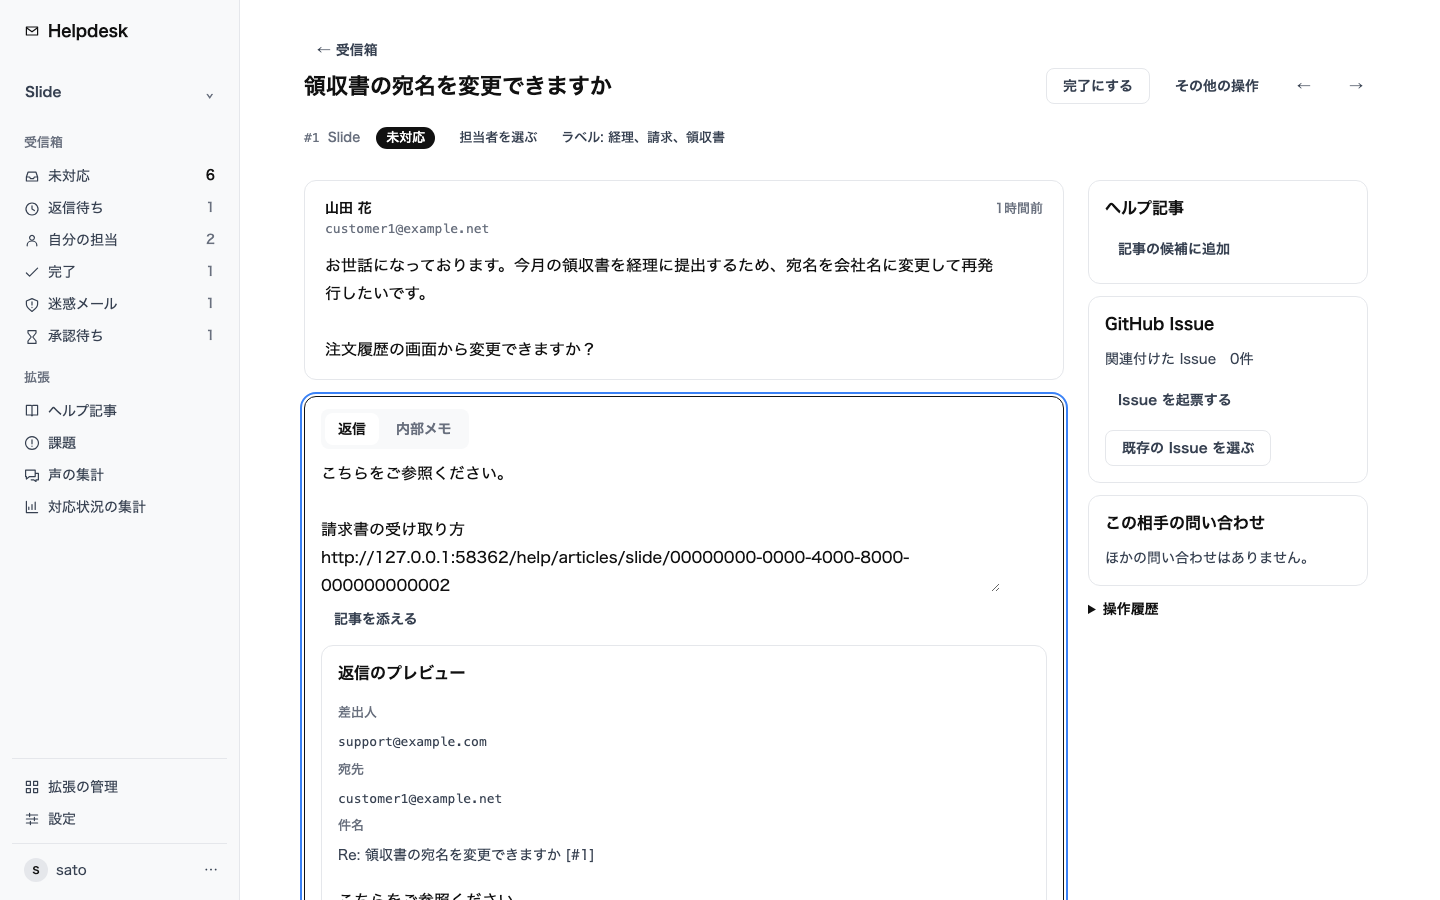 Helpdesk
Slide
受信箱
未対応 6
返信待ち 1
自分の担当 2
完了 1
迷惑メール 1
承認待ち 1
拡張
ヘルプ記事
課題
声の集計
対応状況の集計
拡張の管理
設定
S sato ...
← 受信箱
領収書の宛名を変更できますか
完了にする その他の操作 ← →
#1 Slide 未対応 担当者を選ぶ ラベル: 経理、請求、領収書
山田 花 1時間前
customer1@example.net
お世話になっております。今月の領収書を経理に提出するため、宛名を会社名に変更して再発
行したいです。
注文履歴の画面から変更できますか？
返信 内部メモ
こちらをご参照ください。
請求書の受け取り方
http://127.0.0.1:58362/help/articles/slide/00000000-0000-4000-8000-
000000000002
記事を添える
返信のプレビュー
差出人
support@example.com
宛先
customer1@example.net
件名
Re: 領収書の宛名を変更できますか [#1]
こちらをご参照ください。
ヘルプ記事
記事の候補に追加
GitHub Issue
関連付けた Issue 0件
Issue を起票する
既存の Issue を選ぶ
この相手の問い合わせ
ほかの問い合わせはありません。
▶ 操作履歴